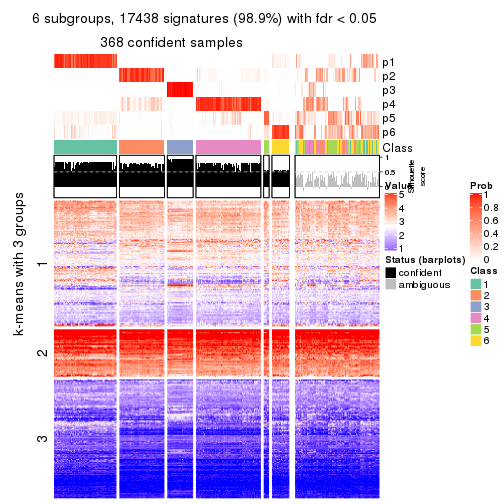 6 subgroups, 17438 signatures (98.9%) with fdr < 0.05
368 confident samples
p1
p2
p3
p4
p5
p6
Class
1
0.5
0
Silhouette
score
k-means with 3 groups
1
2
3
Value
5
4
3
2
1
Status (barplots)
confident
ambiguous
Prob
1
0.8
0.6
0.4
0.2
0
Class
1
2
3
4
5
6